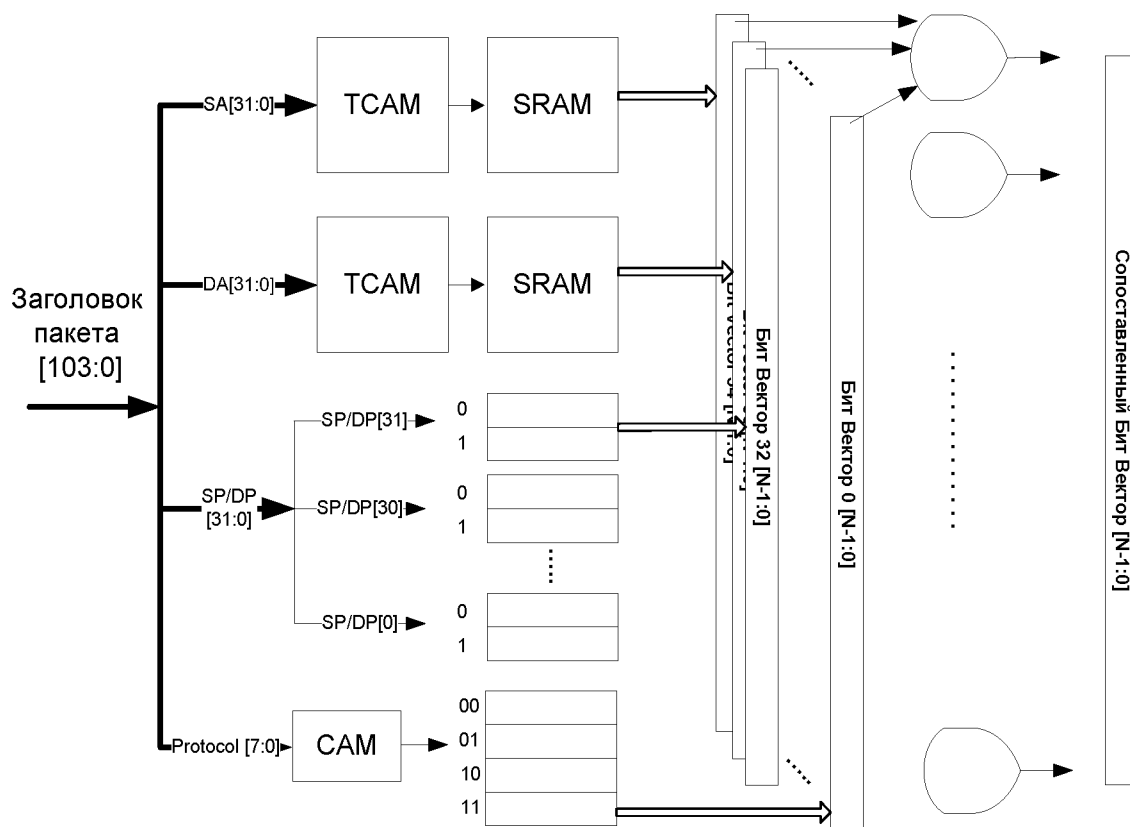 SA[31:0]
TCAM
SRAM
DA[31:0]
TCAM
SRAM
Заголовок
пакета
[103:0]
SP/DP
[31:0]
SP/DP[31]
0
1
SP/DP[30]
0
1
SP/DP[0]
0
1
Protocol [7:0]
CAM
00
01
10
11
Бит Вектор 32 [N-1:0]
Бит Вектор 0 [N-1:0]
Сопоставленный Бит Вектор [N-1:0]